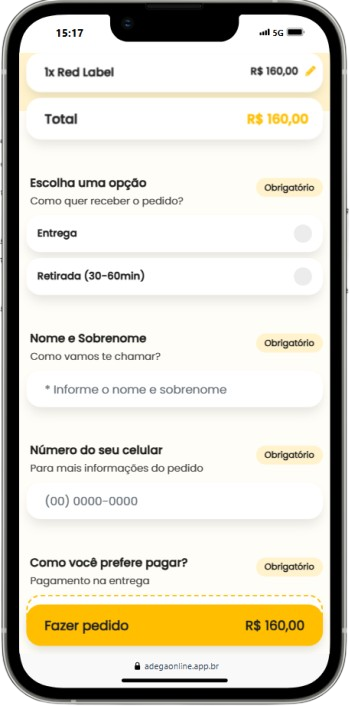 15:17 5G
1x Red Label R$ 160,00
Total R$ 160,00
Escolha uma opção Obrigatório
Como quer receber o pedido?
Entrega
Retirada (30-60min)
Nome e Sobrenome Obrigatório
Como vamos te chamar?
* Informe o nome e sobrenome
Número do seu celular Obrigatório
Para mais informações do pedido
(00) 0000-0000
Como você prefere pagar? Obrigatório
Pagamento na entrega
Fazer pedido R$ 160,00
adegaonline.app.br